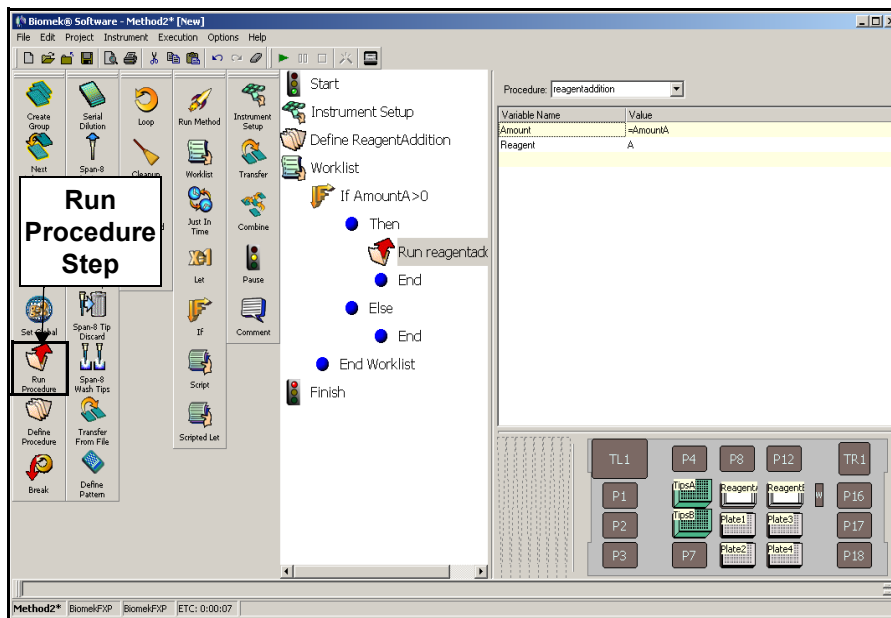 Biomek® Software - Method2* [New]
File Edit Project Instrument Execution Options Help
Create Group
Serial Dilution
Loop
Run Method
Instrument Setup
Next
Span-8
Cleanup
Worklist
Transfer
Just In Time
Combine
Let
Pause
Set Global
Span-8 Tip Discard
If
Comment
Run Procedure
Span-8 Wash Tips
Script
Define Procedure
Transfer From File
Scripted Let
Break
Define Pattern
Run
Procedure
Step
Start
Instrument Setup
Define ReagentAddition
Worklist
If AmountA>0
Then
Run reagentadd
End
Else
End
End Worklist
Finish
Procedure: reagentaddition
Variable Name Value
Amount =AmountA
Reagent A
TL1 P4 P8 P12 TR1
P1 TipsA ReagentA ReagentB W P16
P2 TipsB Plate1 Plate3 P17
P3 P7 Plate2 Plate4 P18
Method2* BiomekFXP BiomekFXP ETC: 0:00:07